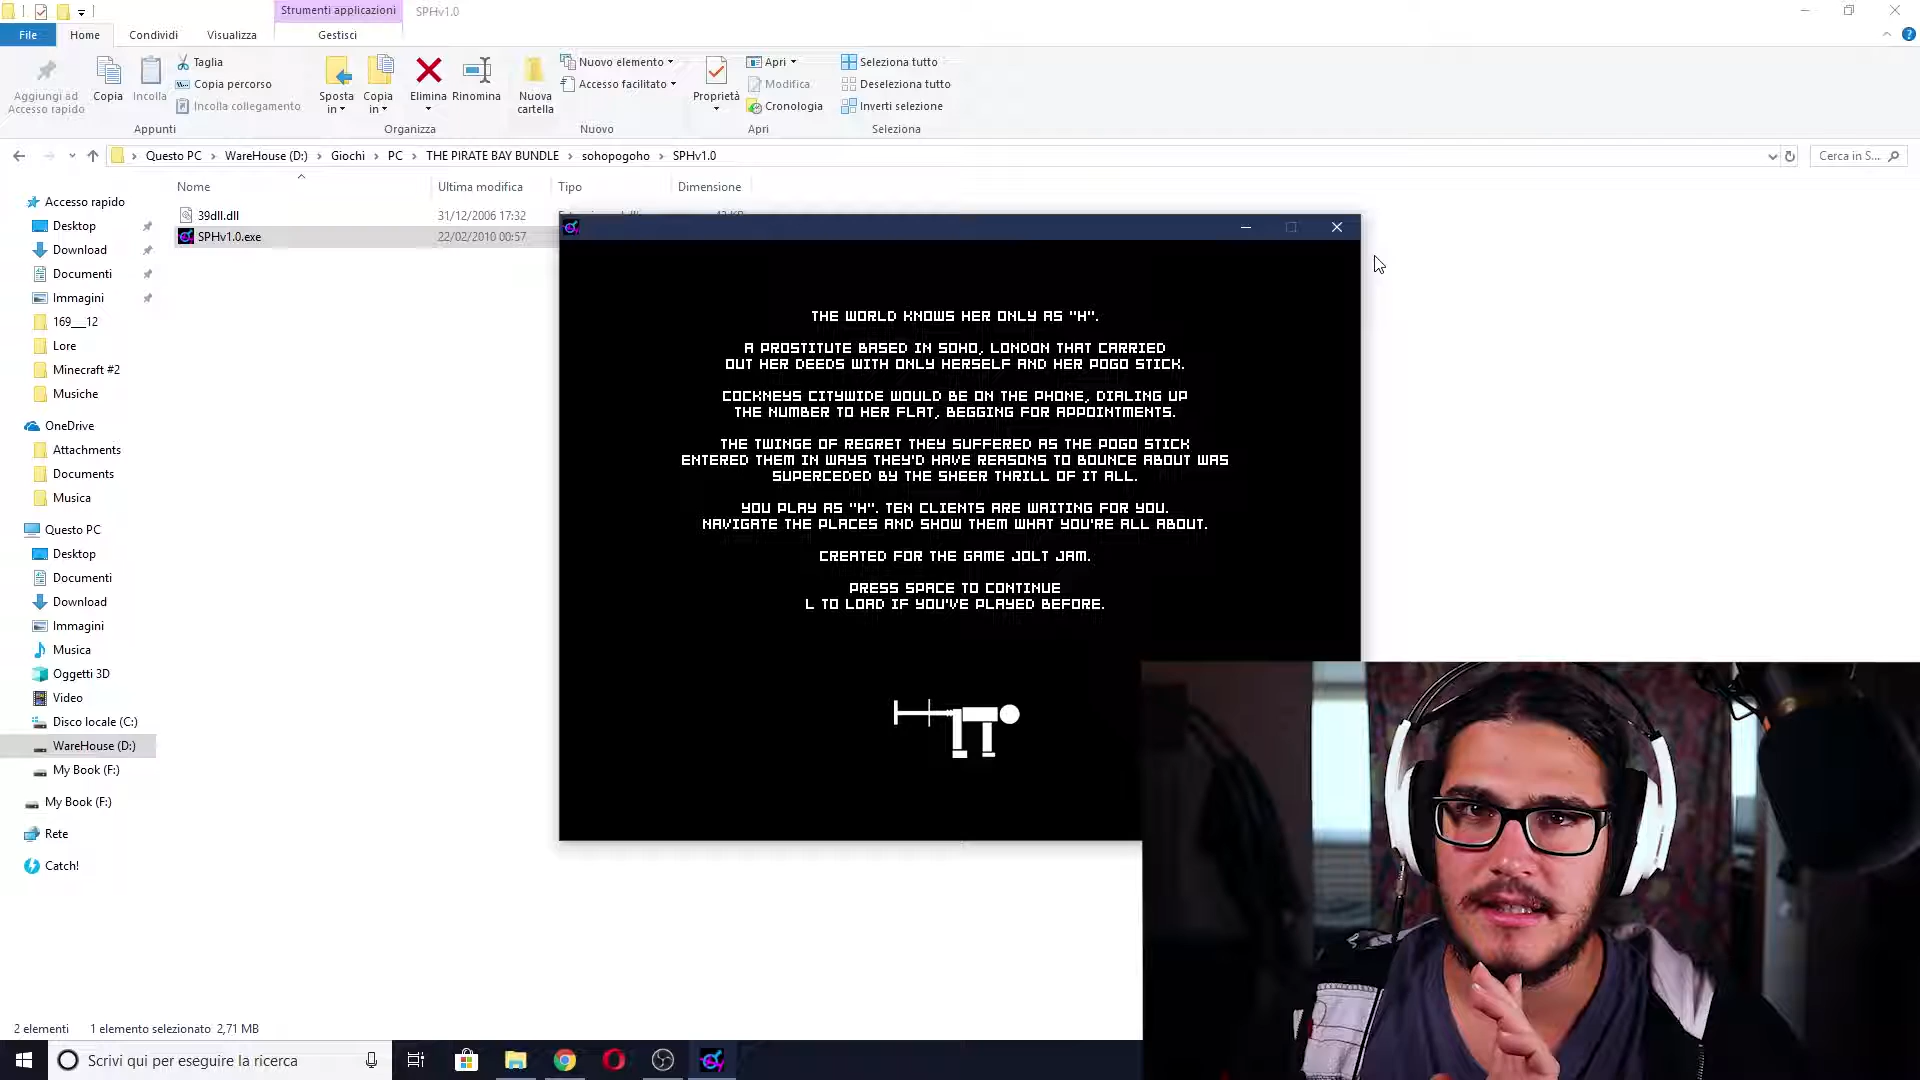 Strumenti applicazioni
SPHv1.0
File
Home
Condividi
Visualizza
Gestisci
Aggiungi ad
Accesso rapido
Copia
Incolla
Taglia
Copia percorso
Incolla collegamento
Appunti
Sposta
in
Copia
in
Elimina
Rinomina
Organizza
Nuova
cartella
Nuovo elemento
Accesso facilitato
Nuovo
Proprietà
Apri
Modifica
Cronologia
Apri
Seleziona tutto
Deseleziona tutto
Inverti selezione
Seleziona
Questo PC
WareHouse (D:)
Giochi
PC
THE PIRATE BAY BUNDLE
sohopogoho
SPHv1.0
Cerca in S...
Nome
Ultima modifica
Tipo
Dimensione
39dll.dll
31/12/2006 17:32
SPHv1.0.exe
22/02/2010 00:57
Accesso rapido
Desktop
Download
Documenti
Immagini
169___12
Lore
Minecraft #2
Musiche
OneDrive
Attachments
Documents
Musica
Questo PC
Desktop
Documenti
Download
Immagini
Musica
Oggetti 3D
Video
Disco locale (C:)
WareHouse (D:)
My Book (F:)
My Book (F:)
Rete
Catch!
THE WORLD KNOWS HER ONLY AS "H".
A PROSTITUTE BASED IN SOHO, LONDON THAT CARRIED
OUT HER DEEDS WITH ONLY HERSELF AND HER POGO STICK.
COCKNEYS CITYWIDE WOULD BE ON THE PHONE, DIALING UP
THE NUMBER TO HER FLAT, BEGGING FOR APPOINTMENTS.
THE TWINGE OF REGRET THEY SUFFERED AS THE POGO STICK
ENTERED THEM IN WAYS THEY'D HAVE REASONS TO BOUNCE ABOUT WAS
SUPERCEDED BY THE SHEER THRILL OF IT ALL.
YOU PLAY AS "H". TEN CLIENTS ARE WAITING FOR YOU.
NAVIGATE THE PLACES AND SHOW THEM WHAT YOU'RE ALL ABOUT.
CREATED FOR THE GAME JOLT JAM.
PRESS SPACE TO CONTINUE
L TO LOAD IF YOU'VE PLAYED BEFORE.
2 elementi
1 elemento selezionato 2,71 MB
Scrivi qui per eseguire la ricerca